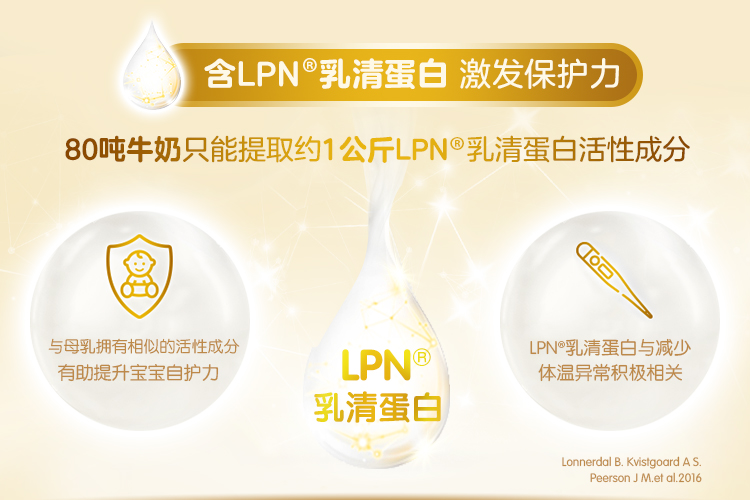 含LPN®乳清蛋白 激发保护力
80吨牛奶只能提取约1公斤LPN®乳清蛋白活性成分
与母乳拥有相似的活性成分
有助提升宝宝自护力
LPN®
乳清蛋白
LPN®乳清蛋白与减少
体温异常积极相关
Lonnerdal B. Kvistgoard A S.
Peerson J M.et al.2016